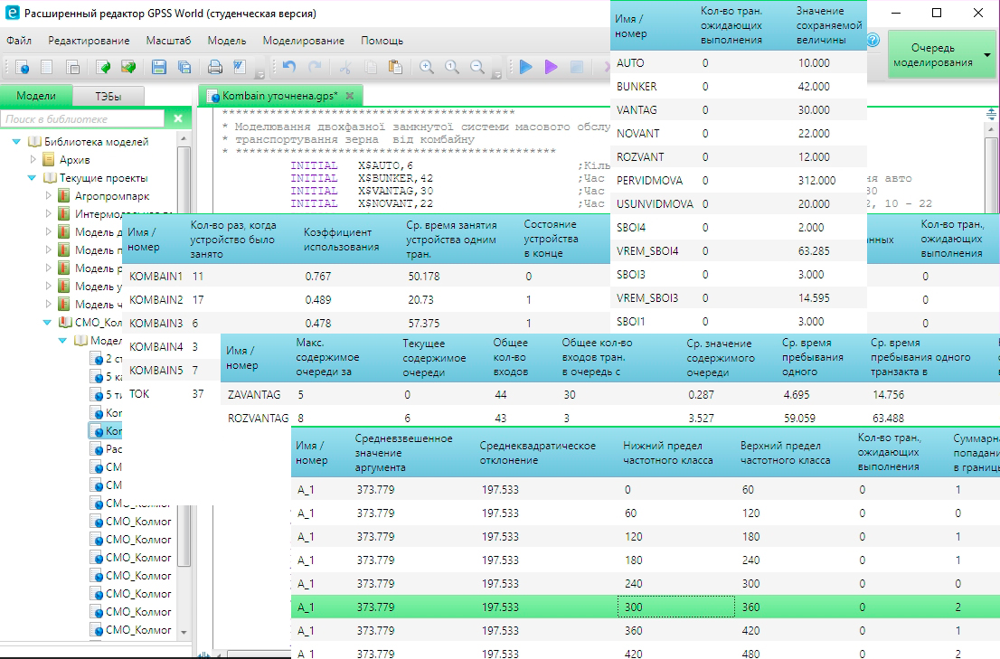 Расширенный редактор GPSS World (студенческая версия)
Файл Редактирование Масштаб Модель Моделирование Помощь
Очередь моделирования
Модели ТЭБы
Поиск в библиотеке
Библиотека моделей
Архив
Текущие проекты
Агропромпарк
Интермодальная
Модель
Модель
Модель
Модель
Модель
СМО_Кол
Модел
2 ст
5 ка
5 ти
Ком
Ком
Рас
СМ
СМ
СМО_Колмог
СМО_Колмог
СМО_Колмог
СМО_Колмог
СМО_Колмог
СМО_Колмог
СМО_Колмог
СМО_Колмог
Kombain уточнена.gps*
*******************************************
* Моделювання двохфазної замкнутої системи масового обслу
* транспортування зерна від комбайну
* ***********************************************
INITIAL X$AUTO,6 ;Кіль
INITIAL X$BUNKER,42 ;Час ня авто
INITIAL X$VANTAG,30 ;Час 30
INITIAL X$NOVANT,22 ;Час 2, 10 – 22
Имя / номер Кол-во тран. ожидающих выполнения Значение сохраняемой величины
AUTO 0 10.000
BUNKER 0 42.000
VANTAG 0 30.000
NOVANT 0 22.000
ROZVANT 0 12.000
PERVIDMOVA 0 312.000
USUNVIDMOVA 0 20.000
SBOI4 0 2.000
VREM_SBOI4 0 63.285
SBOI3 0 3.000
VREM_SBOI3 0 14.595
SBOI1 0 3.000
Имя / номер Кол-во раз, когда устройство было занято Коэффициент использования Ср. время занятия устройства одним тран. Состояние устройства в конце нных Кол-во тран., ожидающих выполнения
KOMBAIN1 11 0.767 50.178 0 0
KOMBAIN2 17 0.489 20.73 1 0
KOMBAIN3 6 0.478 57.375 1 0
KOMBAIN4 3
KOMBAIN5 7
TOK 37
Имя / номер Макс. содержимое очереди за Текущее содержимое очереди Общее кол-во входов Общее кол-во входов тран. в очередь с Ср. значение содержимого очереди Ср. время пребывания одного Ср. время пребывания одного транзакта в
ZAVANTAG 5 0 44 30 0.287 4.695 14.756
ROZVANTAG 8 6 43 3 3.527 59.059 63.488
Имя / номер Средневзвешенное значение аргумента Среднеквадратическое отклонение Нижний предел частотного класса Верхний предел частотного класса Кол-во тран., ожидающих выполнения Суммарн попадани в границы
A_1 373.779 197.533 0 60 0 1
A_1 373.779 197.533 60 120 0 0
A_1 373.779 197.533 120 180 0 1
A_1 373.779 197.533 180 240 0 1
A_1 373.779 197.533 240 300 0 0
A_1 373.779 197.533 300 360 0 2
A_1 373.779 197.533 360 420 0 1
A_1 373.779 197.533 420 480 0 2